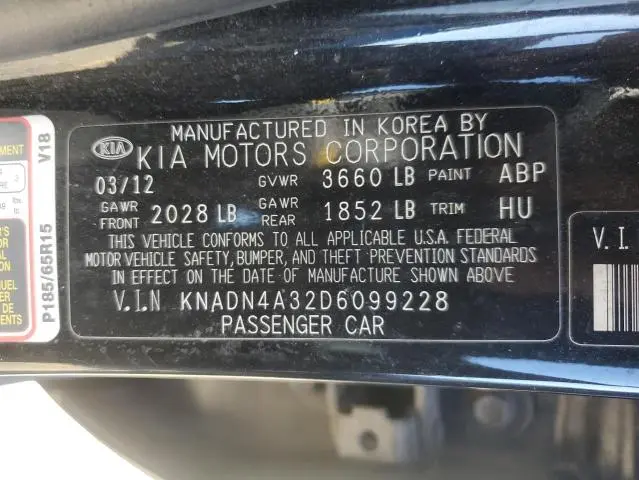 MANUFACTURED IN KOREA BY
KIA KIA MOTORS CORPORATION
03/12 GVWR 3660 LB PAINT ABP
GAWR FRONT 2028 LB GAWR REAR 1852 LB TRIM HU
THIS VEHICLE CONFORMS TO ALL APPLICABLE U.S.A. FEDERAL
MOTOR VEHICLE SAFETY, BUMPER, AND THEFT PREVENTION STANDARDS
IN EFFECT ON THE DATE OF MANUFACTURE SHOWN ABOVE
V.I.N KNADN4A32D6099228
PASSENGER CAR
P185/65R15 V18
V.I.